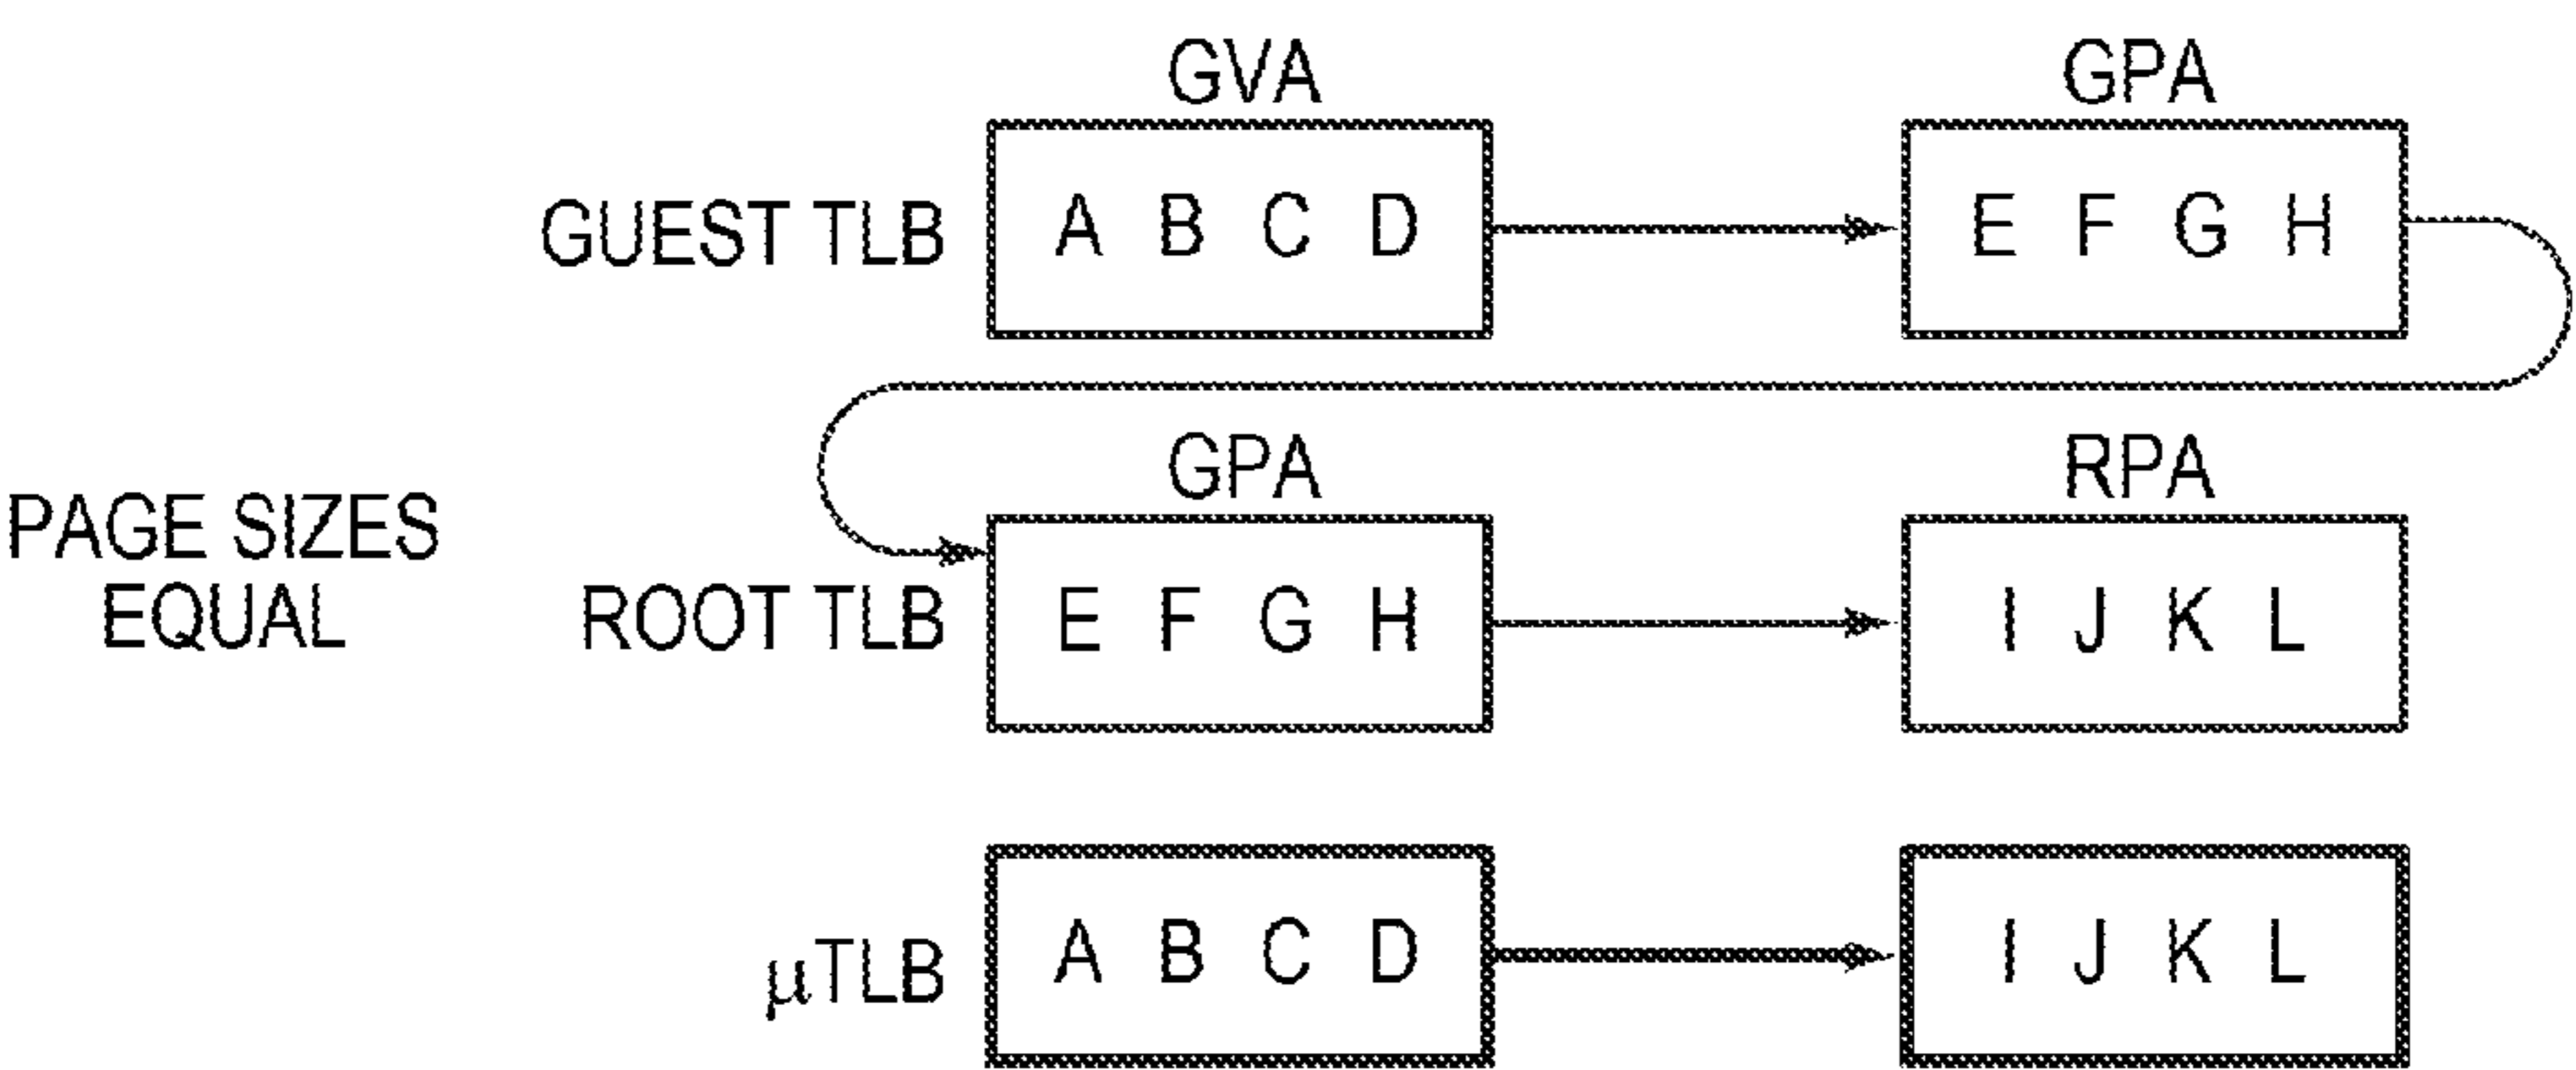 GVA GPA
GUEST TLB A B C D E F G H
GPA RPA
PAGE SIZES
EQUAL
ROOT TLB E F G H I J K L
µTLB A B C D I J K L